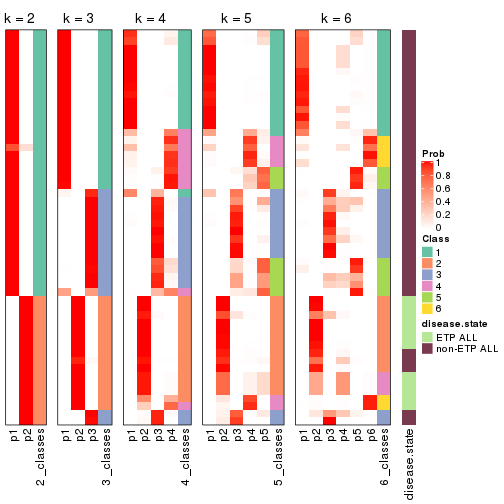 k = 2
k = 3
k = 4
k = 5
k = 6
Prob
1
0.8
0.6
0.4
0.2
0
Class
1
2
3
4
5
6
disease.state
ETP ALL
non-ETP ALL
p1
p2
2_classes
p1
p2
p3
3_classes
p1
p2
p3
p4
4_classes
p1
p2
p3
p4
p5
5_classes
p1
p2
p3
p4
p5
p6
6_classes
disease.state